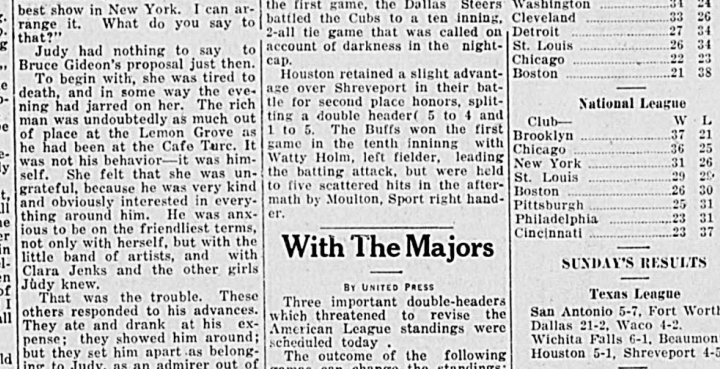 best show in New York. I can ar-
range it. What do you say to
that?"
Judy had nothing to say to
Bruce Gideon's proposal just then.
To begin with, she was tired to
death, and in some way the eve-
ning had jarred on her. The rich
man was undoubtedly as much out
of place at the Lemon Grove as
he had been at the Cafe Turc. It
was not his behavior—it was him-
self. She felt that she was un-
grateful, because he was very kind
and obviously interested in every-
thing around him. He was anx-
ious to be on the friendliest terms,
not only with herself, but with the
little band of artists, and with
Clara Jenks and the other girls
Judy knew.
That was the trouble. These
others responded to his advances.
They ate and drank at his ex-
pense; they showed him around;
but they set him apart as belong-
ing to Judy, as an admirer out of
the first game, the Dallas Steers
battled the Cubs to a ten inning,
2-all tie game that was called on
account of darkness in the night-
cap.
Houston retained a slight advant-
age over Shreveport in their bat-
tle for second place honors, split-
ting a double header( 5 to 4 and
1 to 5. The Buffs won the first
game in the tenth inninng with
Watty Holm, left fielder, leading
the batting attack, but were held
to five scattered hits in the after-
math by Moulton, Sport right hand-
er.
With The Majors
BY UNITED PRESS
Three important double-headers
which threatened to revise the
American League standings were
scheduled today .
The outcome of the following
games can change the standings:
Washington 31 24
Cleveland 33 26
Detroit 27 34
St. Louis 26 34
Chicago 22 23
Boston 21 38
National League
Club— W L
Brooklyn 37 21
Chicago 36 25
New York 31 26
St. Louis 29 29
Boston 26 30
Pittsburgh 25 31
Philadelphia 23 31
Cincinnati 23 37
SUNDAY'S RESULTS
Texas League
San Antonio 5-7, Fort Worth
Dallas 21-2, Waco 4-2.
Wichita Falls 6-1, Beaumon
Houston 5-1, Shreveport 4-5